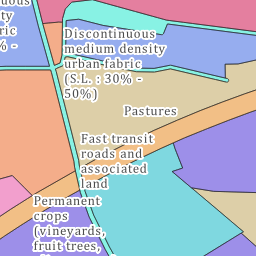 Discontinuous
medium density
urban fabric
(S.L. : 30% -
50%)
Pastures
Fast transit
roads and
associated
land
Permanent
crops
(vineyards,
fruit trees,